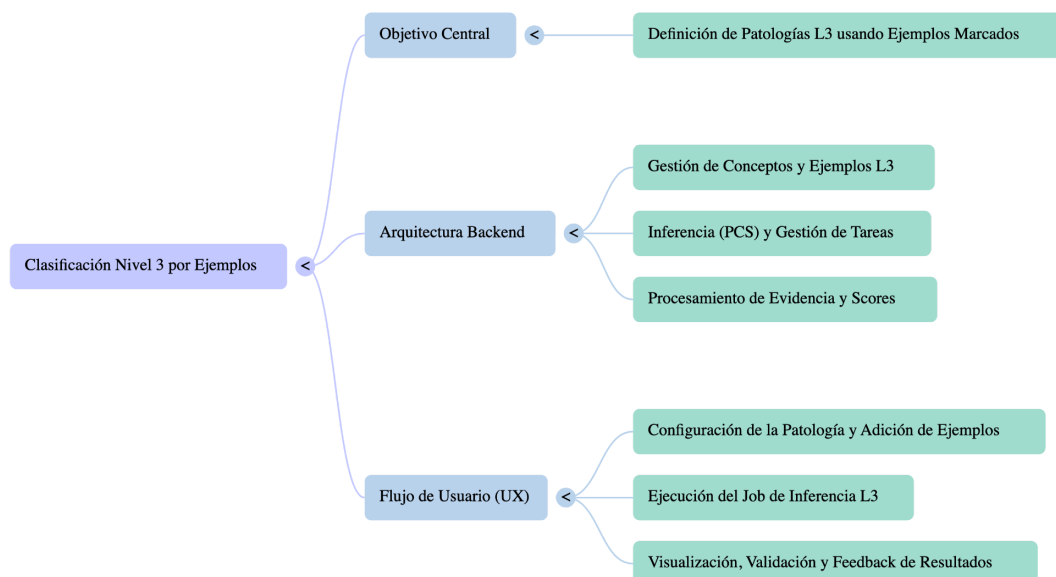 Clasificación Nivel 3 por Ejemplos
<
Objetivo Central
<
Definición de Patologías L3 usando Ejemplos Marcados
Arquitectura Backend
<
Gestión de Conceptos y Ejemplos L3
Inferencia (PCS) y Gestión de Tareas
Procesamiento de Evidencia y Scores
Flujo de Usuario (UX)
<
Configuración de la Patología y Adición de Ejemplos
Ejecución del Job de Inferencia L3
Visualización, Validación y Feedback de Resultados